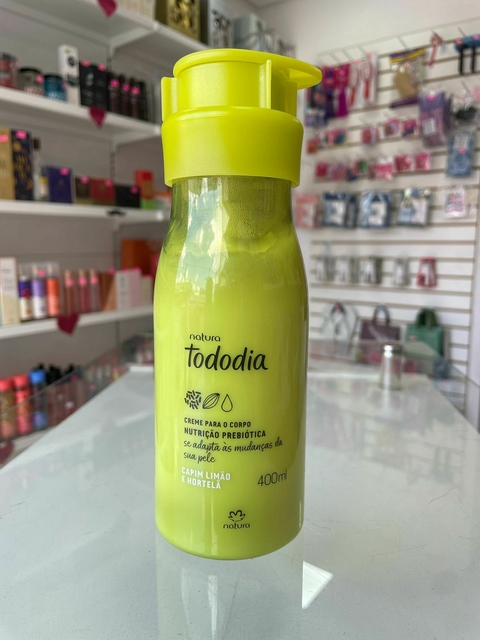 natura
tododia
CREME PARA O CORPO
NUTRIÇÃO PREBIÓTICA
se adapta às mudanças da
sua pele
CAPIM LIMÃO
E HORTELÃ
400ml
natura